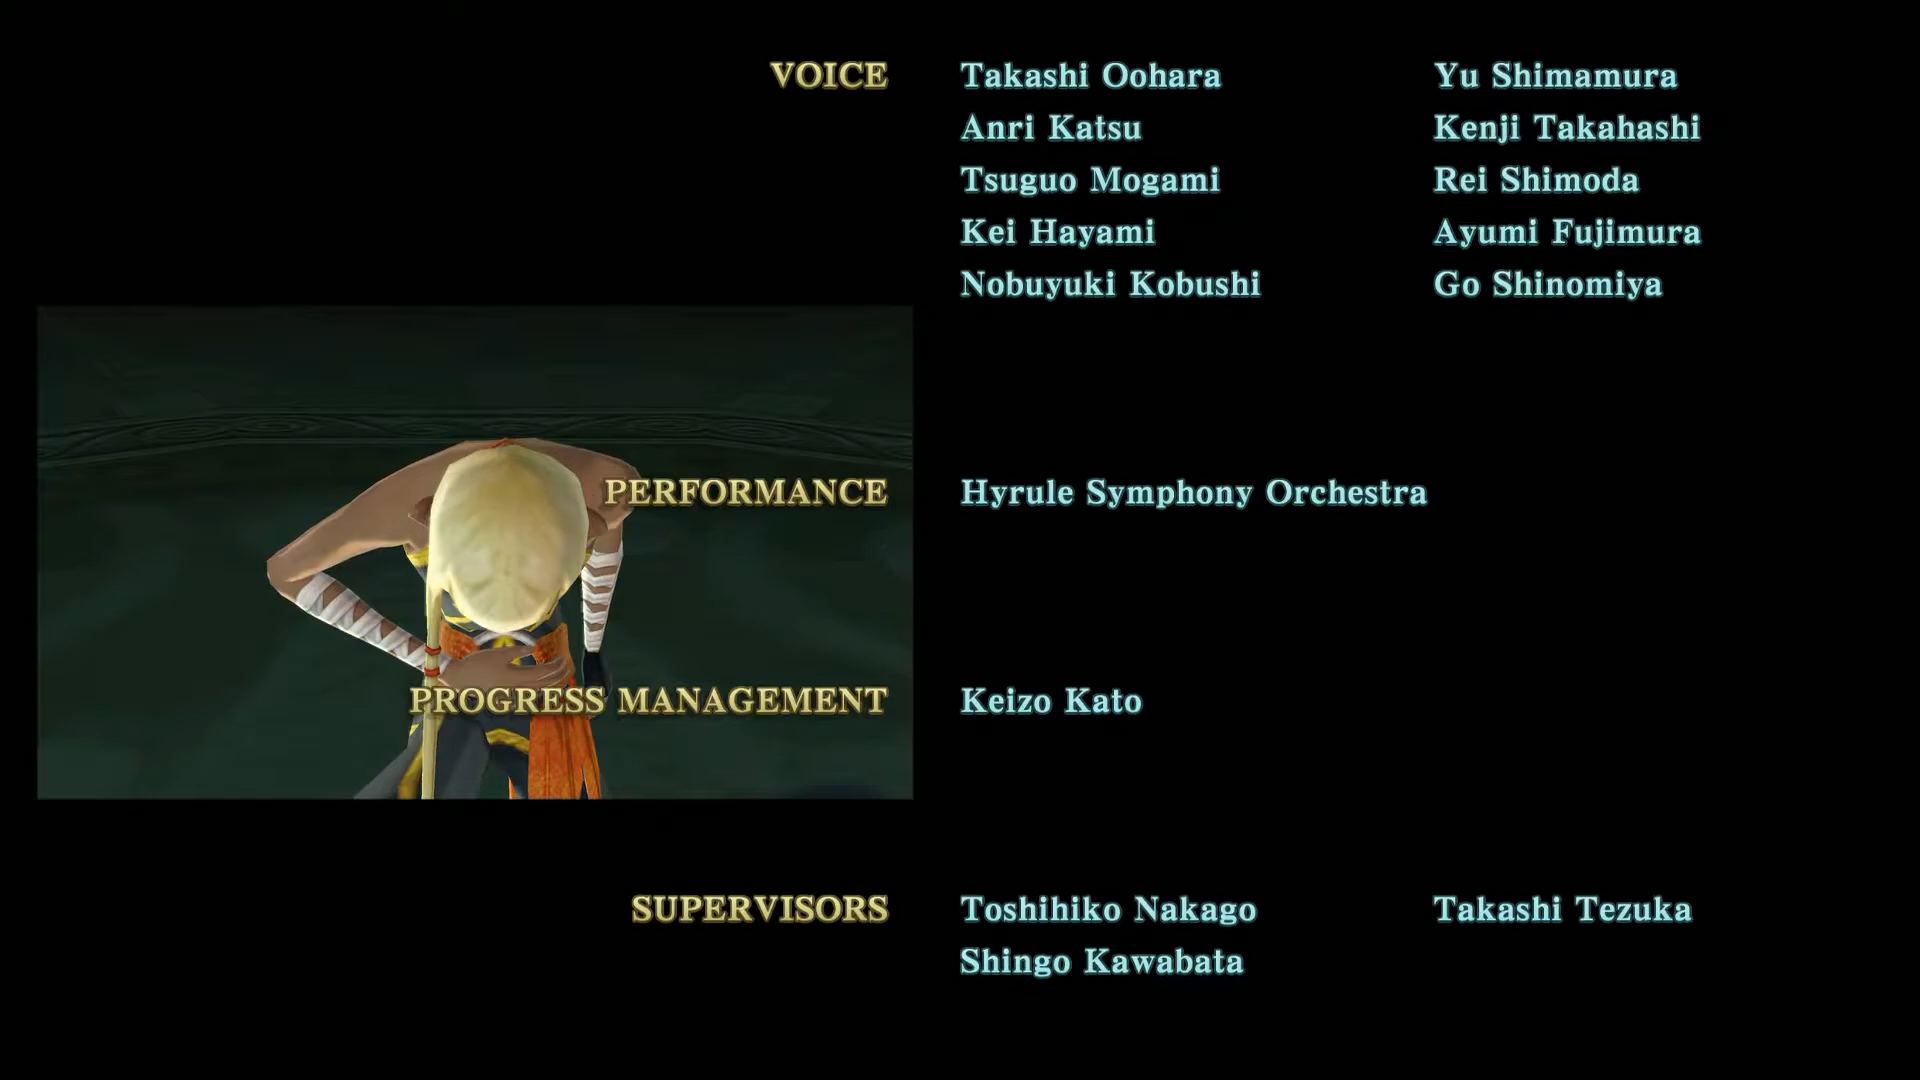 VOICE Takashi Oohara Yu Shimamura
Anri Katsu Kenji Takahashi
Tsuguo Mogami Rei Shimoda
Kei Hayami Ayumi Fujimura
Nobuyuki Kobushi Go Shinomiya
PERFORMANCE Hyrule Symphony Orchestra
PROGRESS MANAGEMENT Keizo Kato
SUPERVISORS Toshihiko Nakago Takashi Tezuka
Shingo Kawabata